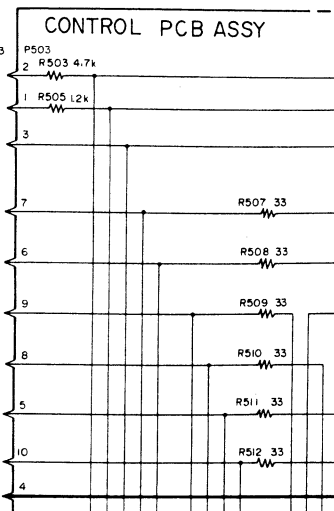 CONTROL PCB ASSY
3 P503
2 R503 4.7k
1 R505 1.2k
3
7 R507 33
6 R508 33
9 R509 33
8 R510 33
5 R511 33
10 R512 33
4